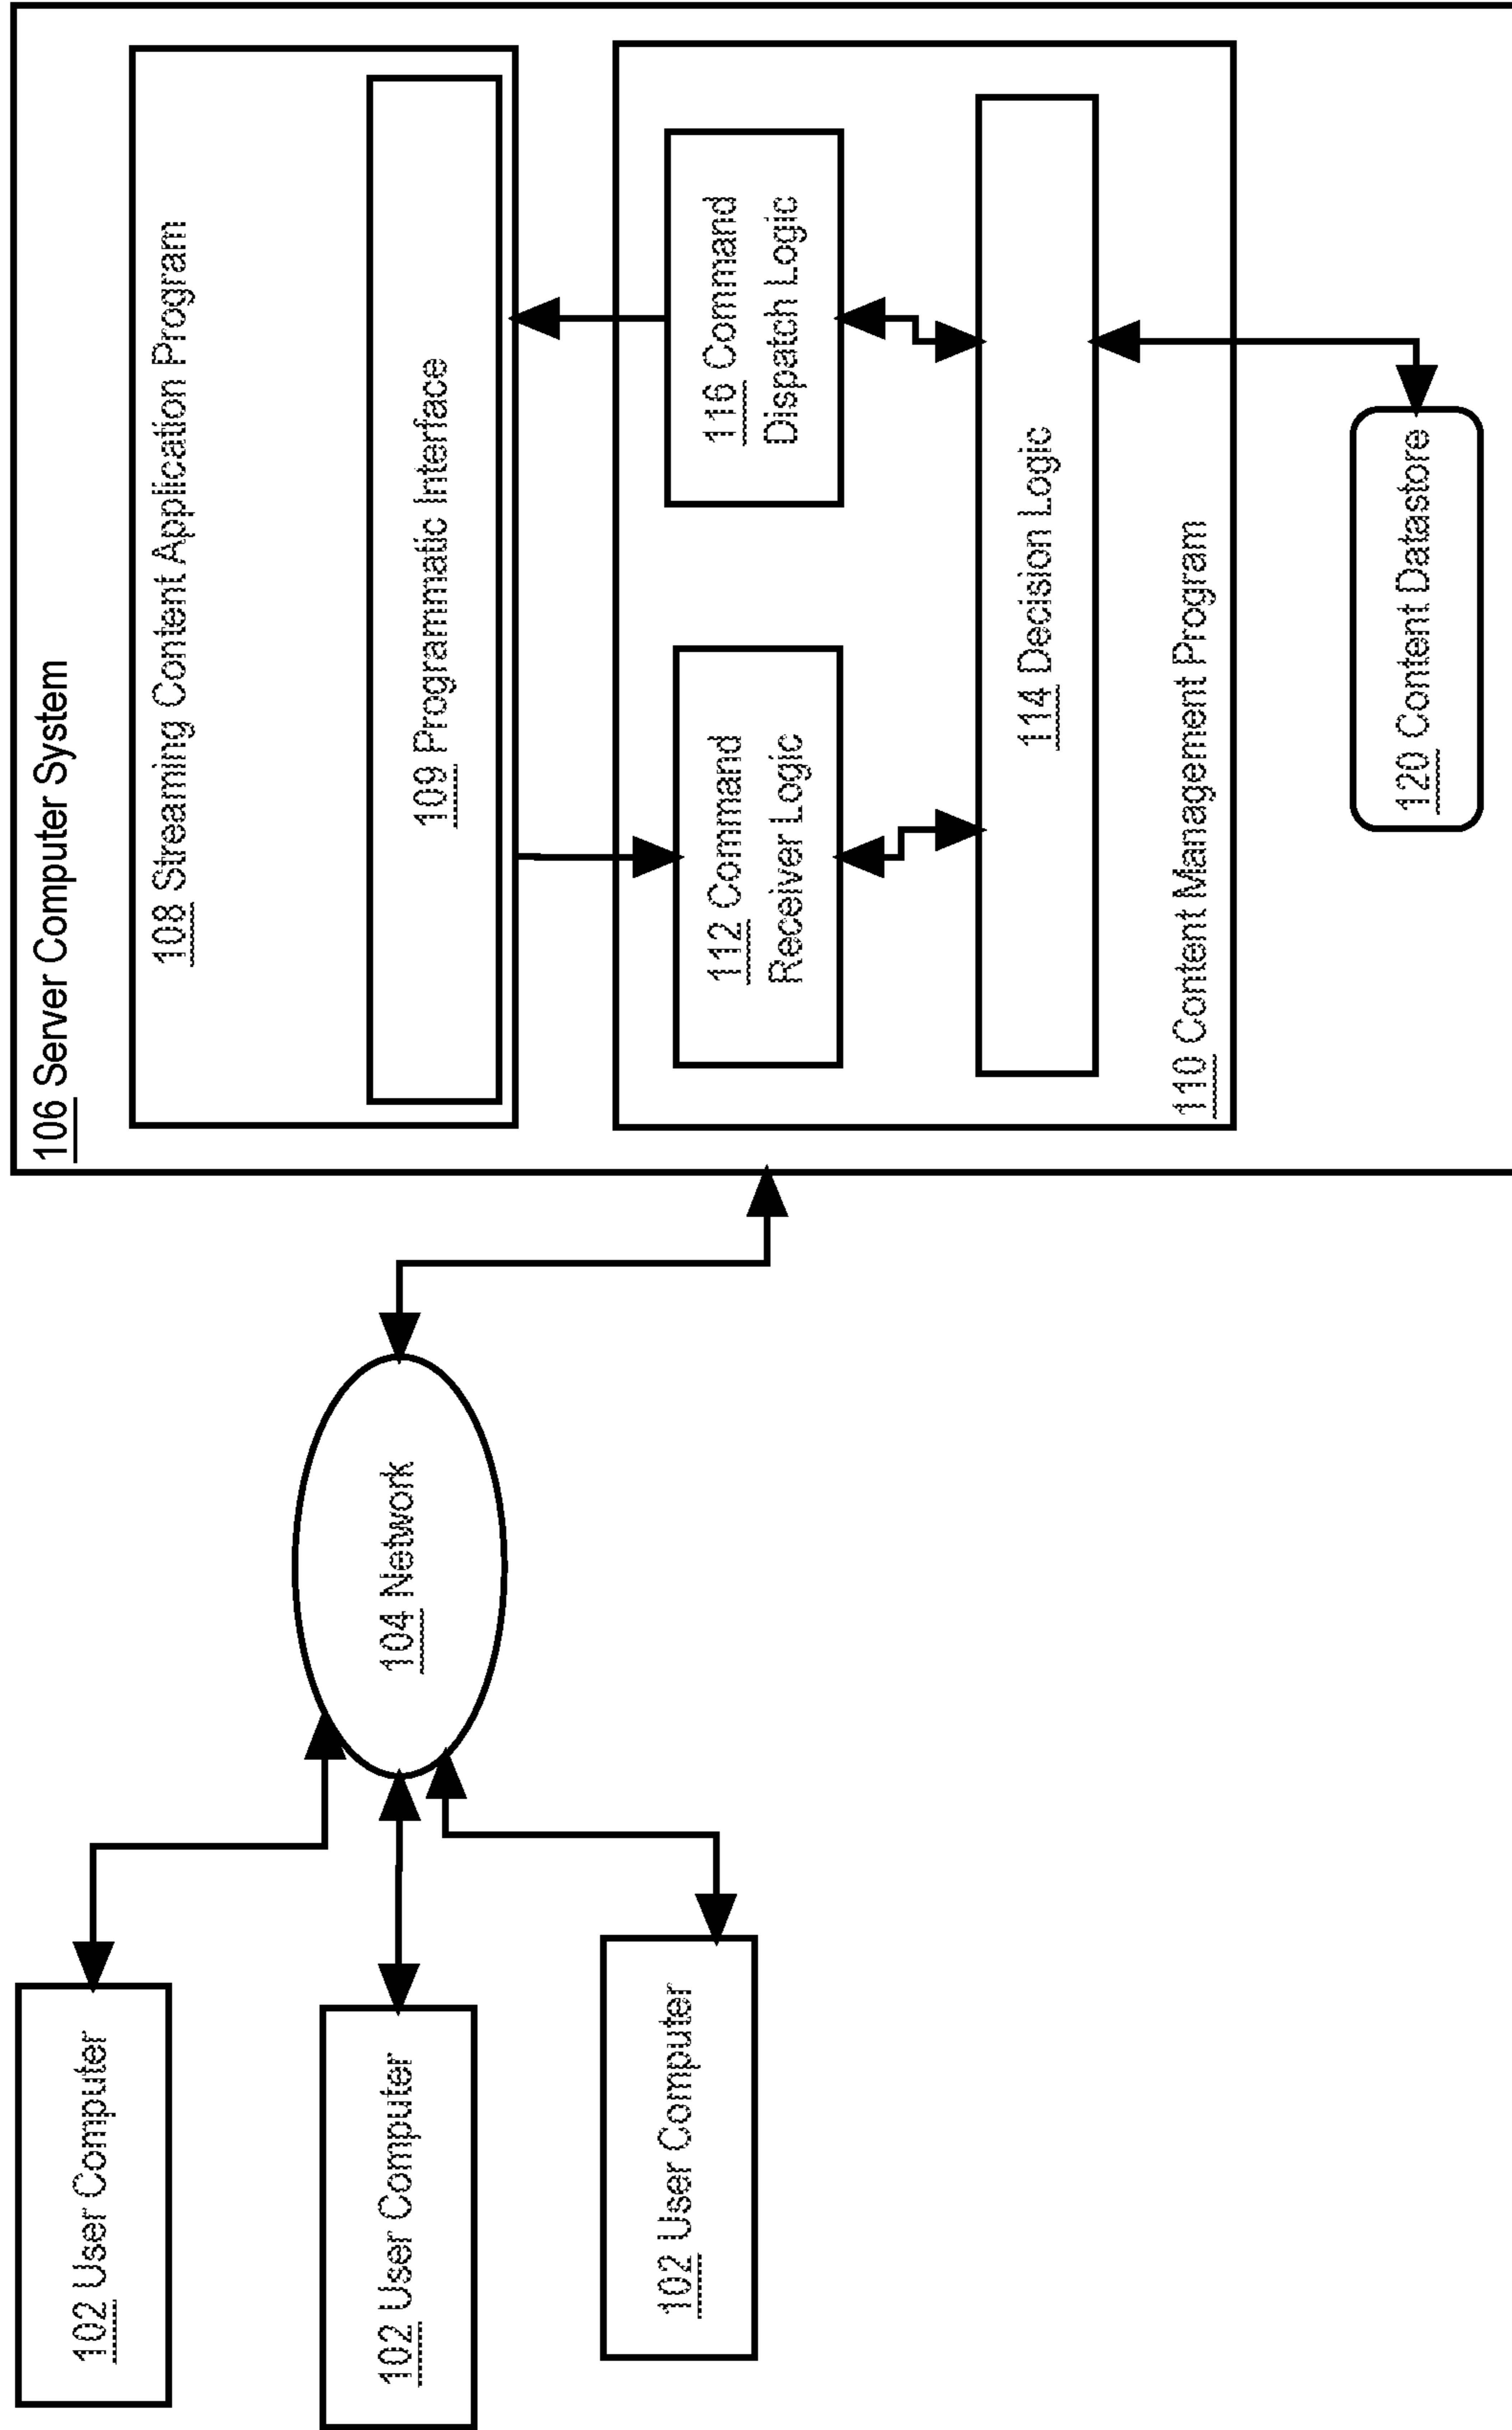 102 User Computer
102 User Computer
102 User Computer
104 Network
106 Server Computer System
108 Streaming Content Application Program
109 Programmatic Interface
112 Command
Receiver Logic
116 Command
Dispatch Logic
114 Decision Logic
110 Content Management Program
120 Content Datastore